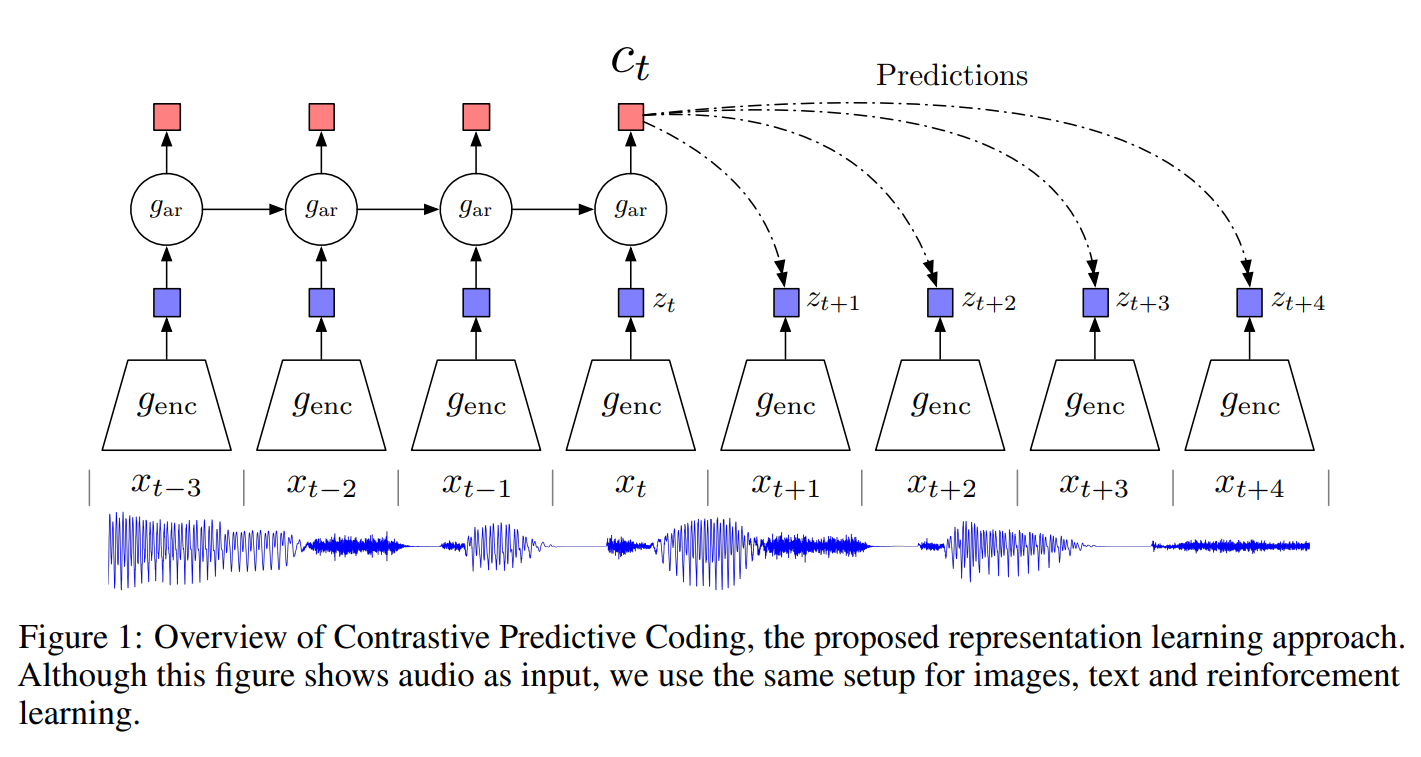 c_t
Predictions
g_ar g_ar g_ar g_ar
z_t z_{t+1} z_{t+2} z_{t+3} z_{t+4}
g_enc g_enc g_enc g_enc g_enc g_enc g_enc g_enc
x_{t−3} x_{t−2} x_{t−1} x_t x_{t+1} x_{t+2} x_{t+3} x_{t+4}
Figure 1: Overview of Contrastive Predictive Coding, the proposed representation learning approach.
Although this figure shows audio as input, we use the same setup for images, text and reinforcement
learning.